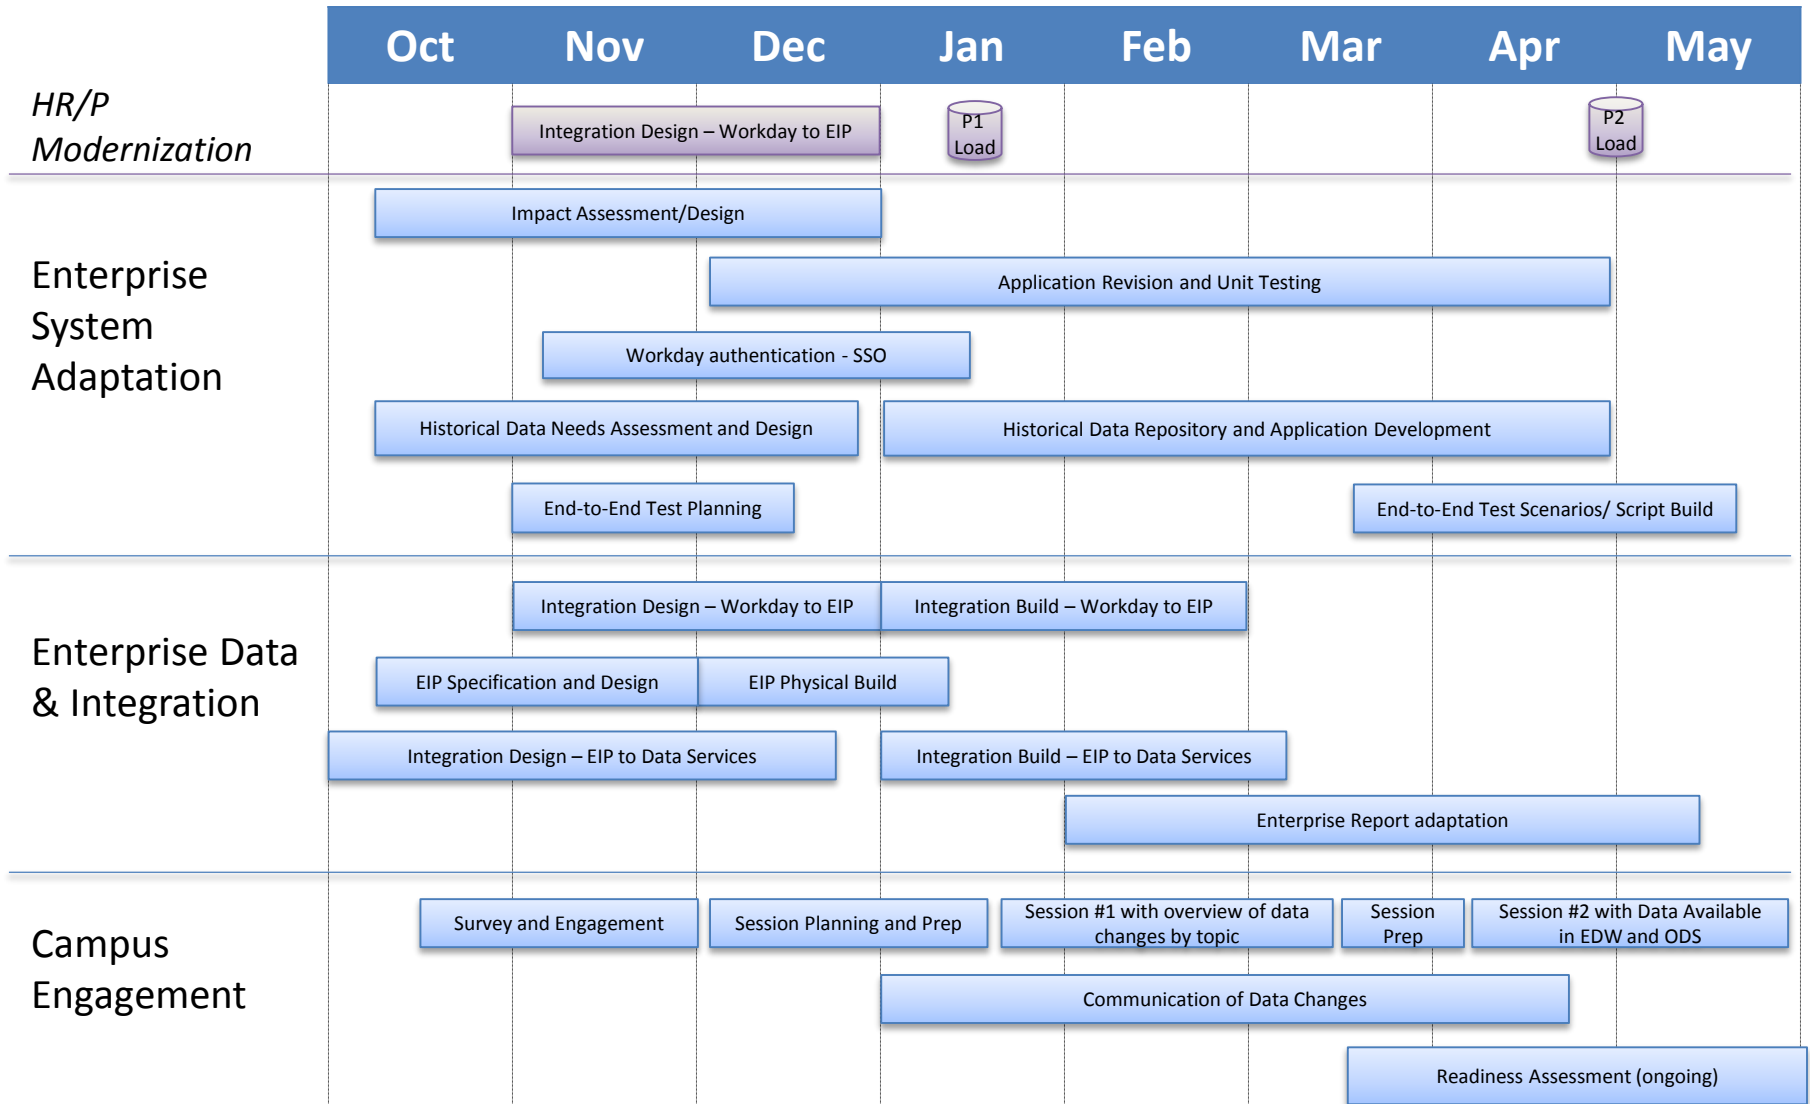 Oct Nov Dec Jan Feb Mar Apr May
HR/P
Modernization
Integration Design – Workday to EIP
P1
Load
P2
Load
Enterprise
System
Adaptation
Impact Assessment/Design
Application Revision and Unit Testing
Workday authentication - SSO
Historical Data Needs Assessment and Design
Historical Data Repository and Application Development
End-to-End Test Planning
End-to-End Test Scenarios/ Script Build
Enterprise Data
& Integration
Integration Design – Workday to EIP
Integration Build – Workday to EIP
EIP Specification and Design
EIP Physical Build
Integration Design – EIP to Data Services
Integration Build – EIP to Data Services
Enterprise Report adaptation
Campus
Engagement
Survey and Engagement
Session Planning and Prep
Session #1 with overview of data
changes by topic
Session
Prep
Session #2 with Data Available
in EDW and ODS
Communication of Data Changes
Readiness Assessment (ongoing)